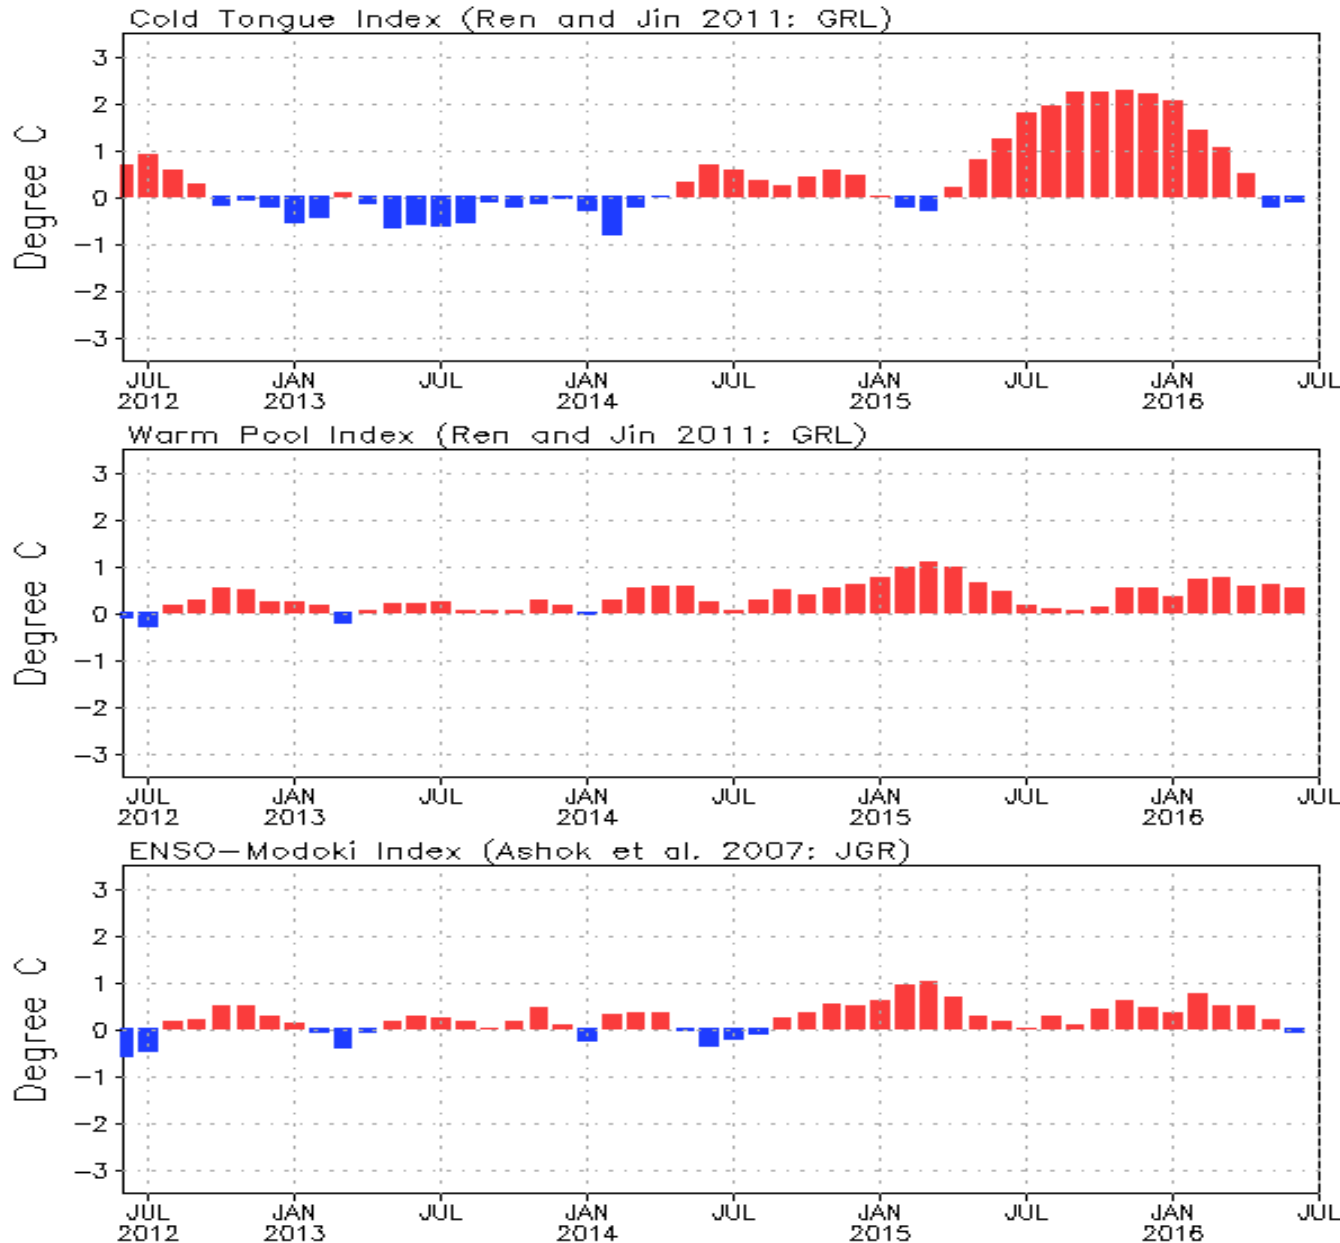 Cold Tongue Index (Ren and Jin 2011: GRL)
Degree C
3
2
1
0
-1
-2
-3
JUL JAN JUL JAN JUL JAN JUL JAN JUL
2012 2013 2014 2015 2016
Warm Pool Index (Ren and Jin 2011: GRL)
Degree C
3
2
1
0
-1
-2
-3
JUL JAN JUL JAN JUL JAN JUL JAN JUL
2012 2013 2014 2015 2016
ENSO-Modoki Index (Ashok et al. 2007: JGR)
Degree C
3
2
1
0
-1
-2
-3
JUL JAN JUL JAN JUL JAN JUL JAN JUL
2012 2013 2014 2015 2016